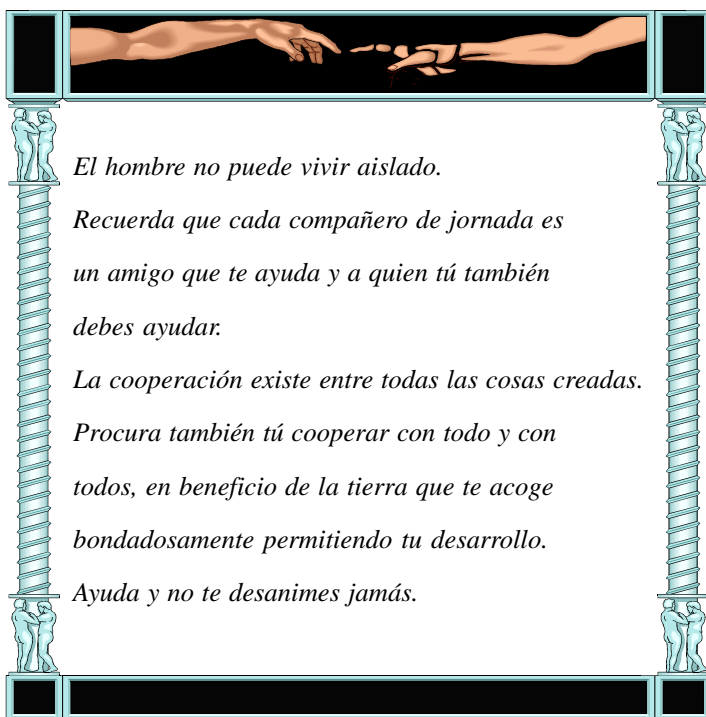 El hombre no puede vivir aislado.
Recuerda que cada compañero de jornada es
un amigo que te ayuda y a quien tú también
debes ayudar.
La cooperación existe entre todas las cosas creadas.
Procura también tú cooperar con todo y con
todos, en beneficio de la tierra que te acoge
bondadosamente permitiendo tu desarrollo.
Ayuda y no te desanimes jamás.